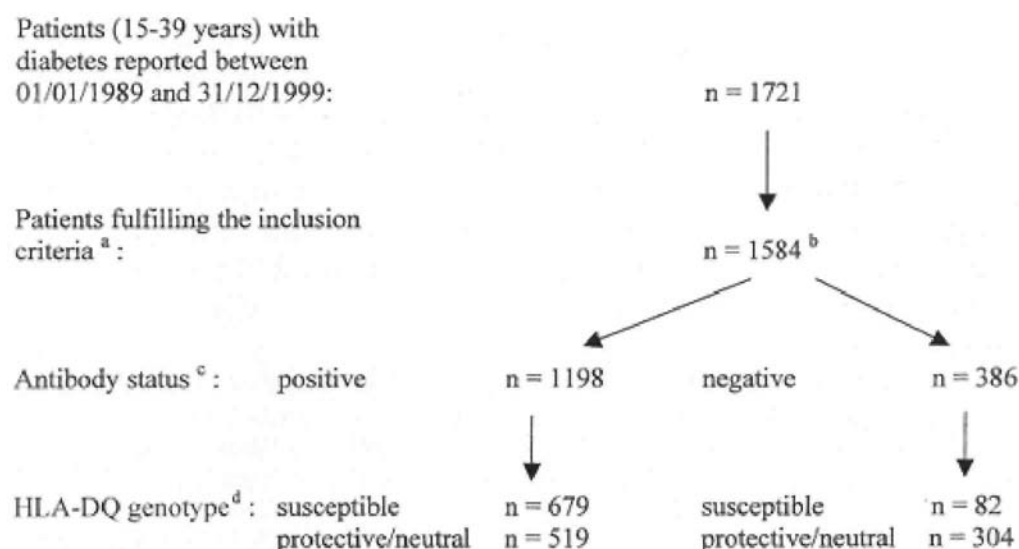 Patients (15-39 years) with
diabetes reported between
01/01/1989 and 31/12/1999: n = 1721
Patients fulfilling the inclusion
criteria ᵃ : n = 1584 ᵇ
Antibody status ᶜ : positive n = 1198 negative n = 386
HLA-DQ genotype ᵈ : susceptible n = 679 susceptible n = 82
protective/neutral n = 519 protective/neutral n = 304